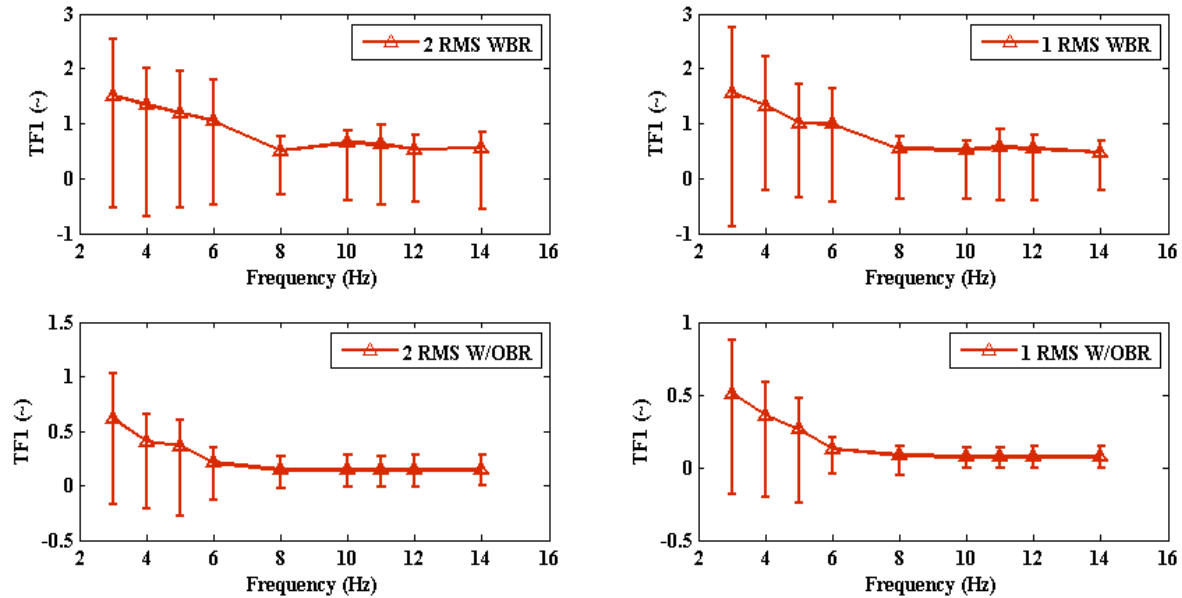 3
2
1
0
-1
TF1 (~)
2 RMS WBR
2 4 6 8 10 12 14 16
Frequency (Hz)
3
2
1
0
-1
TF1 (~)
1 RMS WBR
2 4 6 8 10 12 14 16
Frequency (Hz)
1.5
1
0.5
0
-0.5
TF1 (~)
2 RMS W/OBR
2 4 6 8 10 12 14 16
Frequency (Hz)
1
0.5
0
-0.5
TF1 (~)
1 RMS W/OBR
2 4 6 8 10 12 14 16
Frequency (Hz)